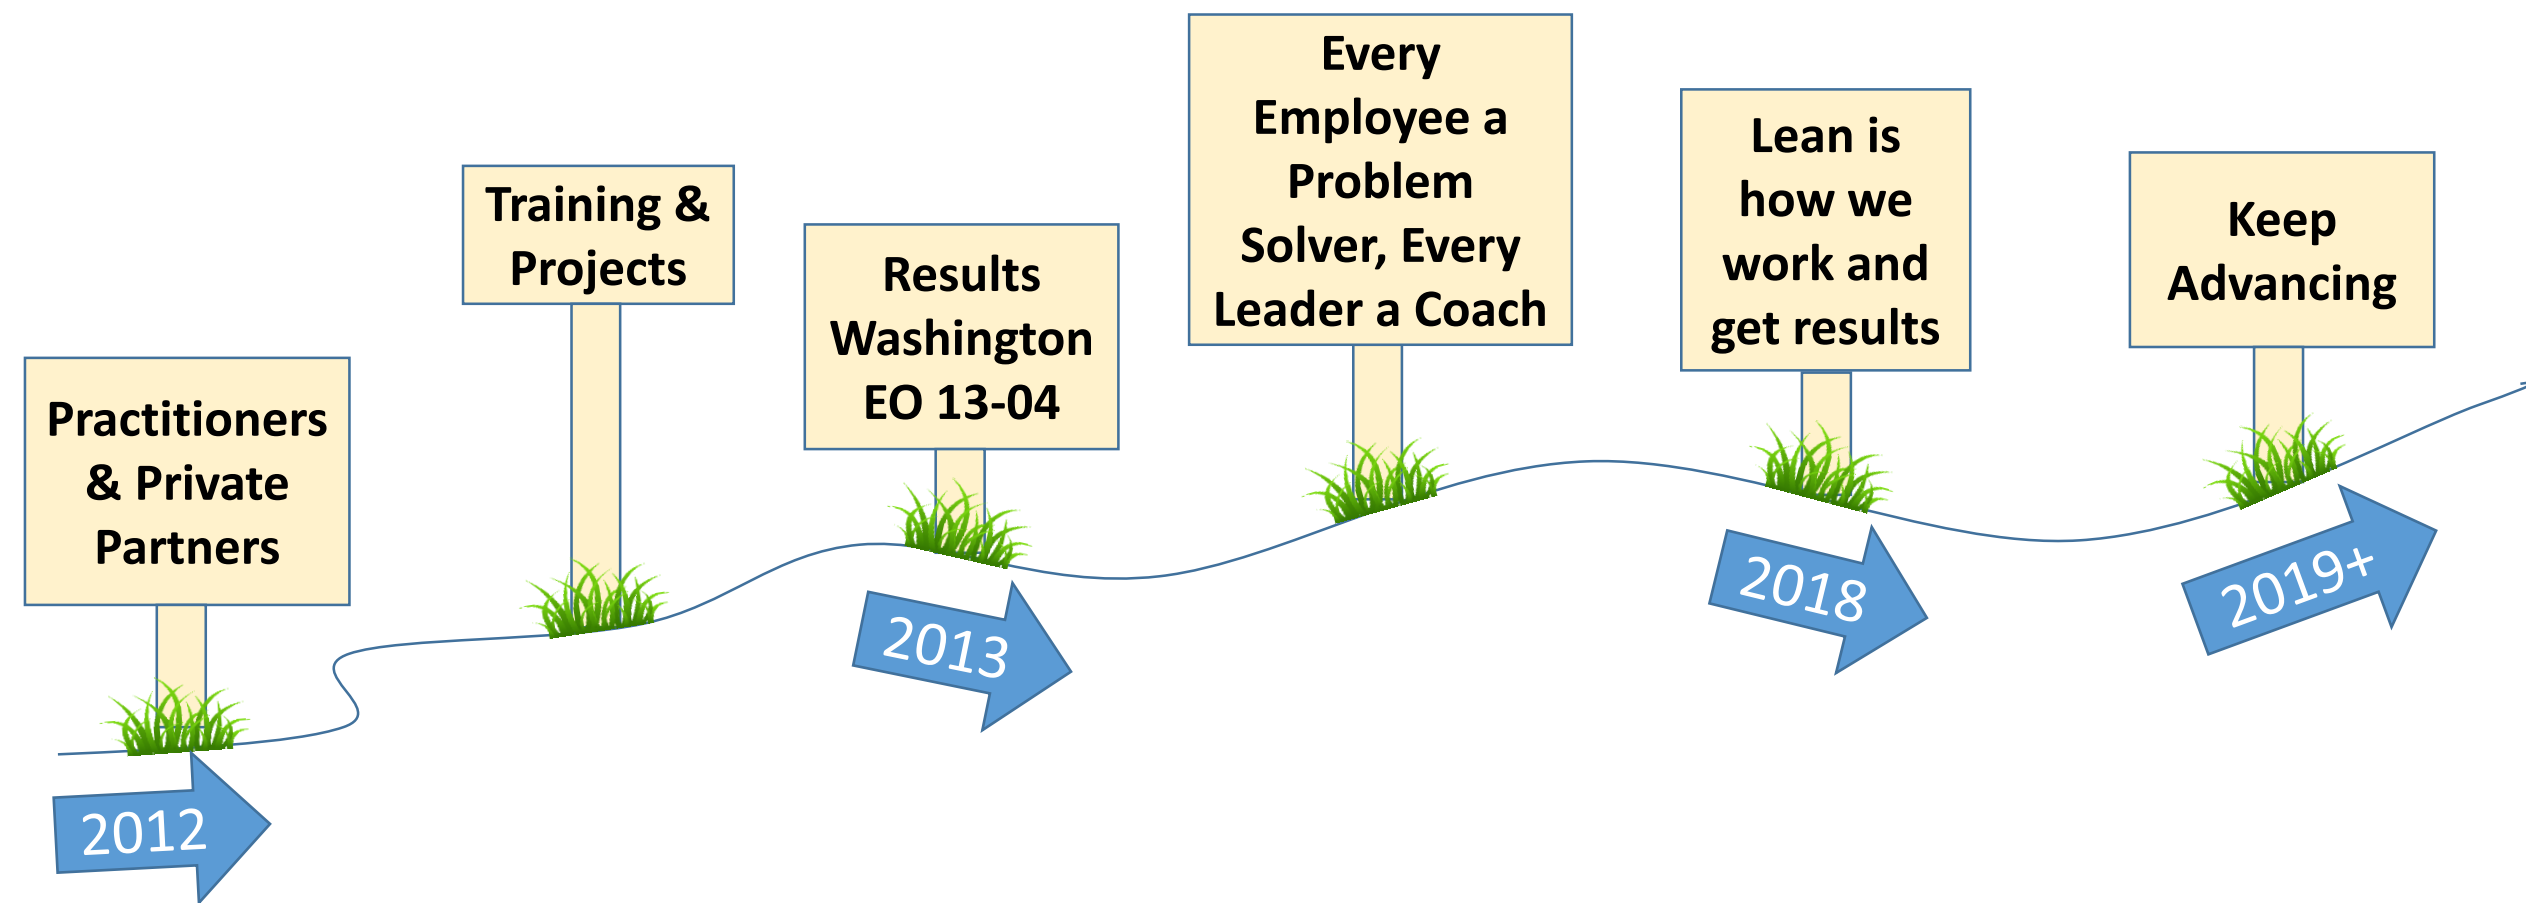 Practitioners
& Private
Partners
2012
Training &
Projects
Results
Washington
EO 13-04
2013
Every
Employee a
Problem
Solver, Every
Leader a Coach
Lean is
how we
work and
get results
2018
Keep
Advancing
2019+